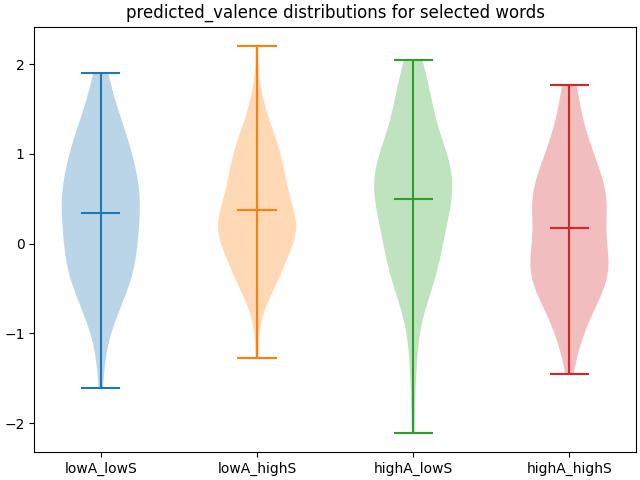 predicted_valence distributions for selected words
2
1
0
−1
−2
lowA_lowS lowA_highS highA_lowS highA_highS